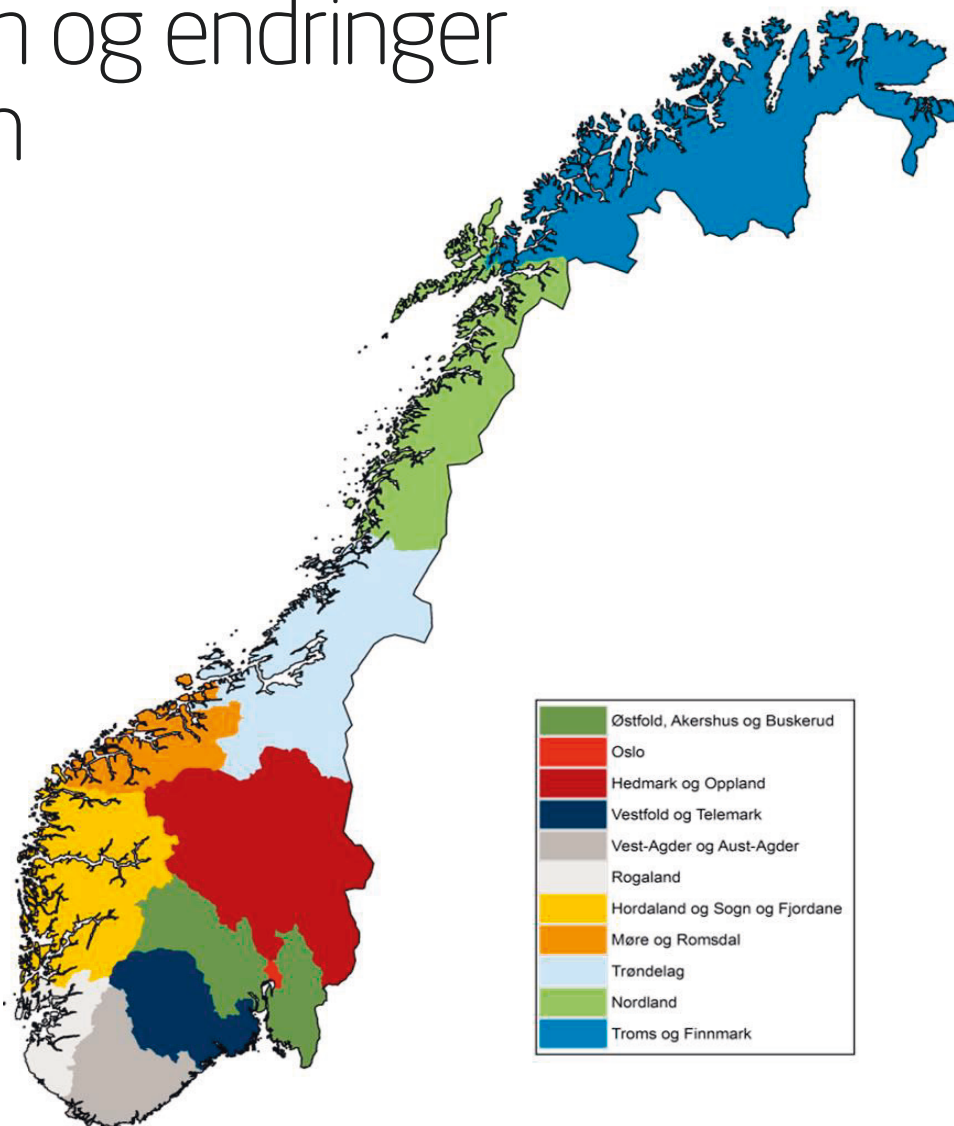 og endringer
Østfold, Akershus og Buskerud
Oslo
Hedmark og Oppland
Vestfold og Telemark
Vest-Agder og Aust-Agder
Rogaland
Hordaland og Sogn og Fjordane
Møre og Romsdal
Trøndelag
Nordland
Troms og Finnmark